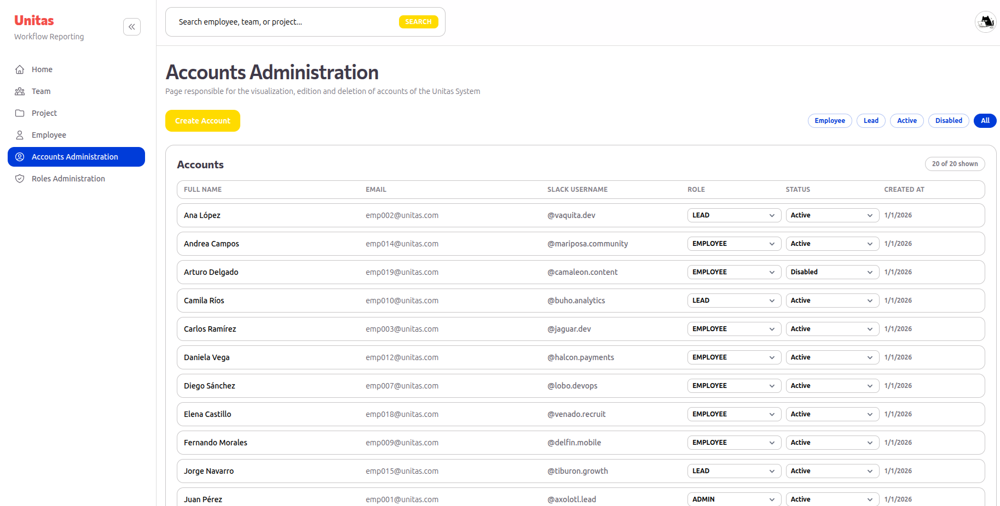 Unitas
Workflow Reporting
Home
Team
Project
Employee
Accounts Administration
Roles Administration
Search employee, team, or project...
SEARCH
Accounts Administration
Page responsible for the visualization, edition and deletion of accounts of the Unitas System
Create Account
Employee Lead Active Disabled All
Accounts
20 of 20 shown
FULL NAME EMAIL SLACK USERNAME ROLE STATUS CREATED AT
Ana López emp002@unitas.com @vaquita.dev LEAD Active 1/1/2026
Andrea Campos emp014@unitas.com @mariposa.community EMPLOYEE Active 1/1/2026
Arturo Delgado emp019@unitas.com @camaleon.content EMPLOYEE Disabled 1/1/2026
Camila Ríos emp010@unitas.com @buho.analytics LEAD Active 1/1/2026
Carlos Ramírez emp003@unitas.com @jaguar.dev EMPLOYEE Active 1/1/2026
Daniela Vega emp012@unitas.com @halcon.payments EMPLOYEE Active 1/1/2026
Diego Sánchez emp007@unitas.com @lobo.devops EMPLOYEE Active 1/1/2026
Elena Castillo emp018@unitas.com @venado.recruit EMPLOYEE Active 1/1/2026
Fernando Morales emp009@unitas.com @delfin.mobile EMPLOYEE Active 1/1/2026
Jorge Navarro emp015@unitas.com @tiburon.growth LEAD Active 1/1/2026
Juan Pérez emp001@unitas.com @axolotl.lead ADMIN Active 1/1/2026